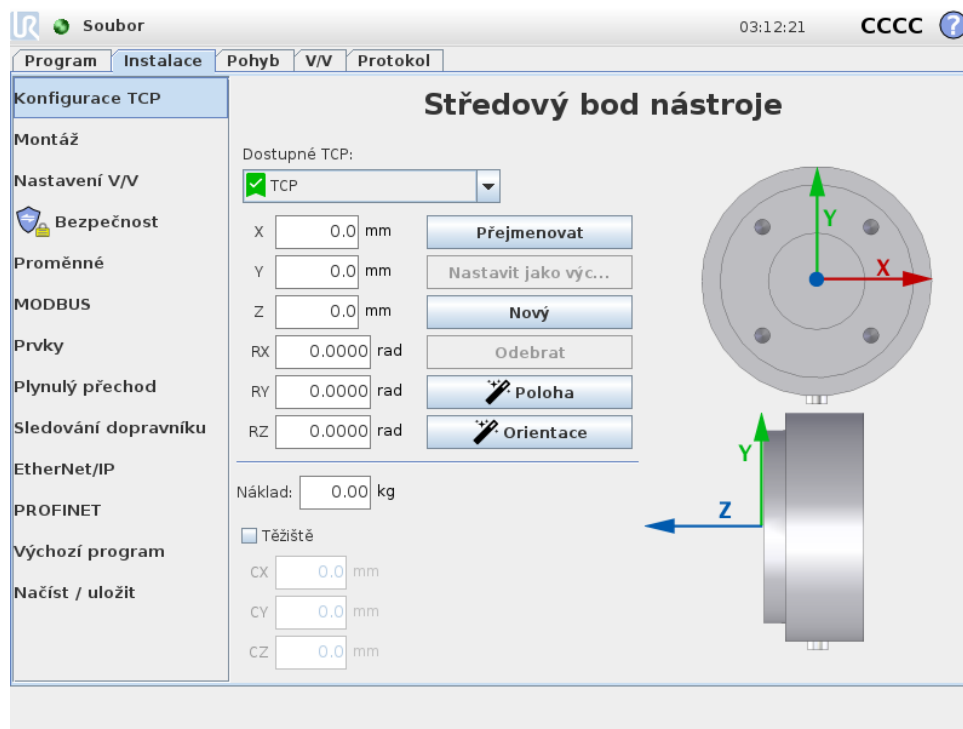 UR Soubor 03:12:21 CCCC ?
Program Instalace Pohyb V/V Protokol
Konfigurace TCP
Montáž
Nastavení V/V
Bezpečnost
Proměnné
MODBUS
Prvky
Plynulý přechod
Sledování dopravníku
EtherNet/IP
PROFINET
Výchozí program
Načíst / uložit
Středový bod nástroje
Dostupné TCP:
TCP
X 0.0 mm Přejmenovat
Y 0.0 mm Nastavit jako výc...
Z 0.0 mm Nový
RX 0.0000 rad Odebrat
RY 0.0000 rad Poloha
RZ 0.0000 rad Orientace
Náklad: 0.00 kg
Těžiště
CX 0.0 mm
CY 0.0 mm
CZ 0.0 mm
Y
X
Y
Z